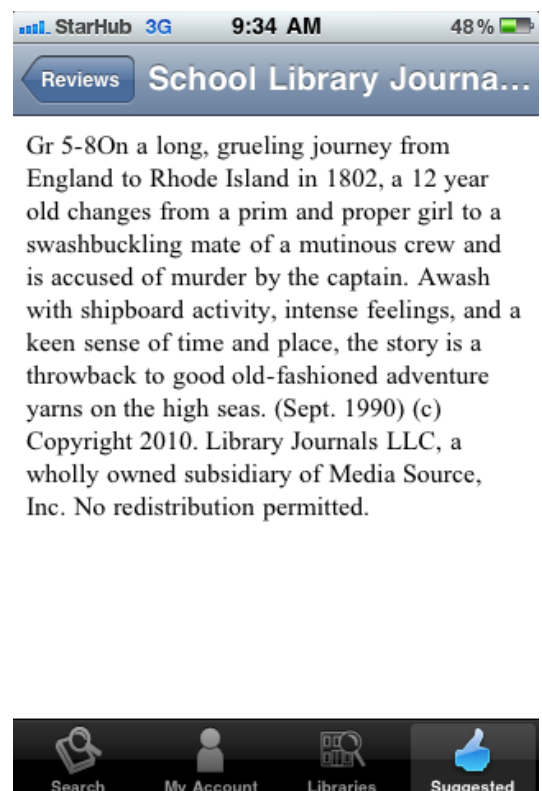 StarHub 3G 9:34 AM 48%
Reviews School Library Journa...
Gr 5-8On a long, grueling journey from
England to Rhode Island in 1802, a 12 year
old changes from a prim and proper girl to a
swashbuckling mate of a mutinous crew and
is accused of murder by the captain. Awash
with shipboard activity, intense feelings, and a
keen sense of time and place, the story is a
throwback to good old-fashioned adventure
yarns on the high seas. (Sept. 1990) (c)
Copyright 2010. Library Journals LLC, a
wholly owned subsidiary of Media Source,
Inc. No redistribution permitted.
Search My Account Libraries Suggested